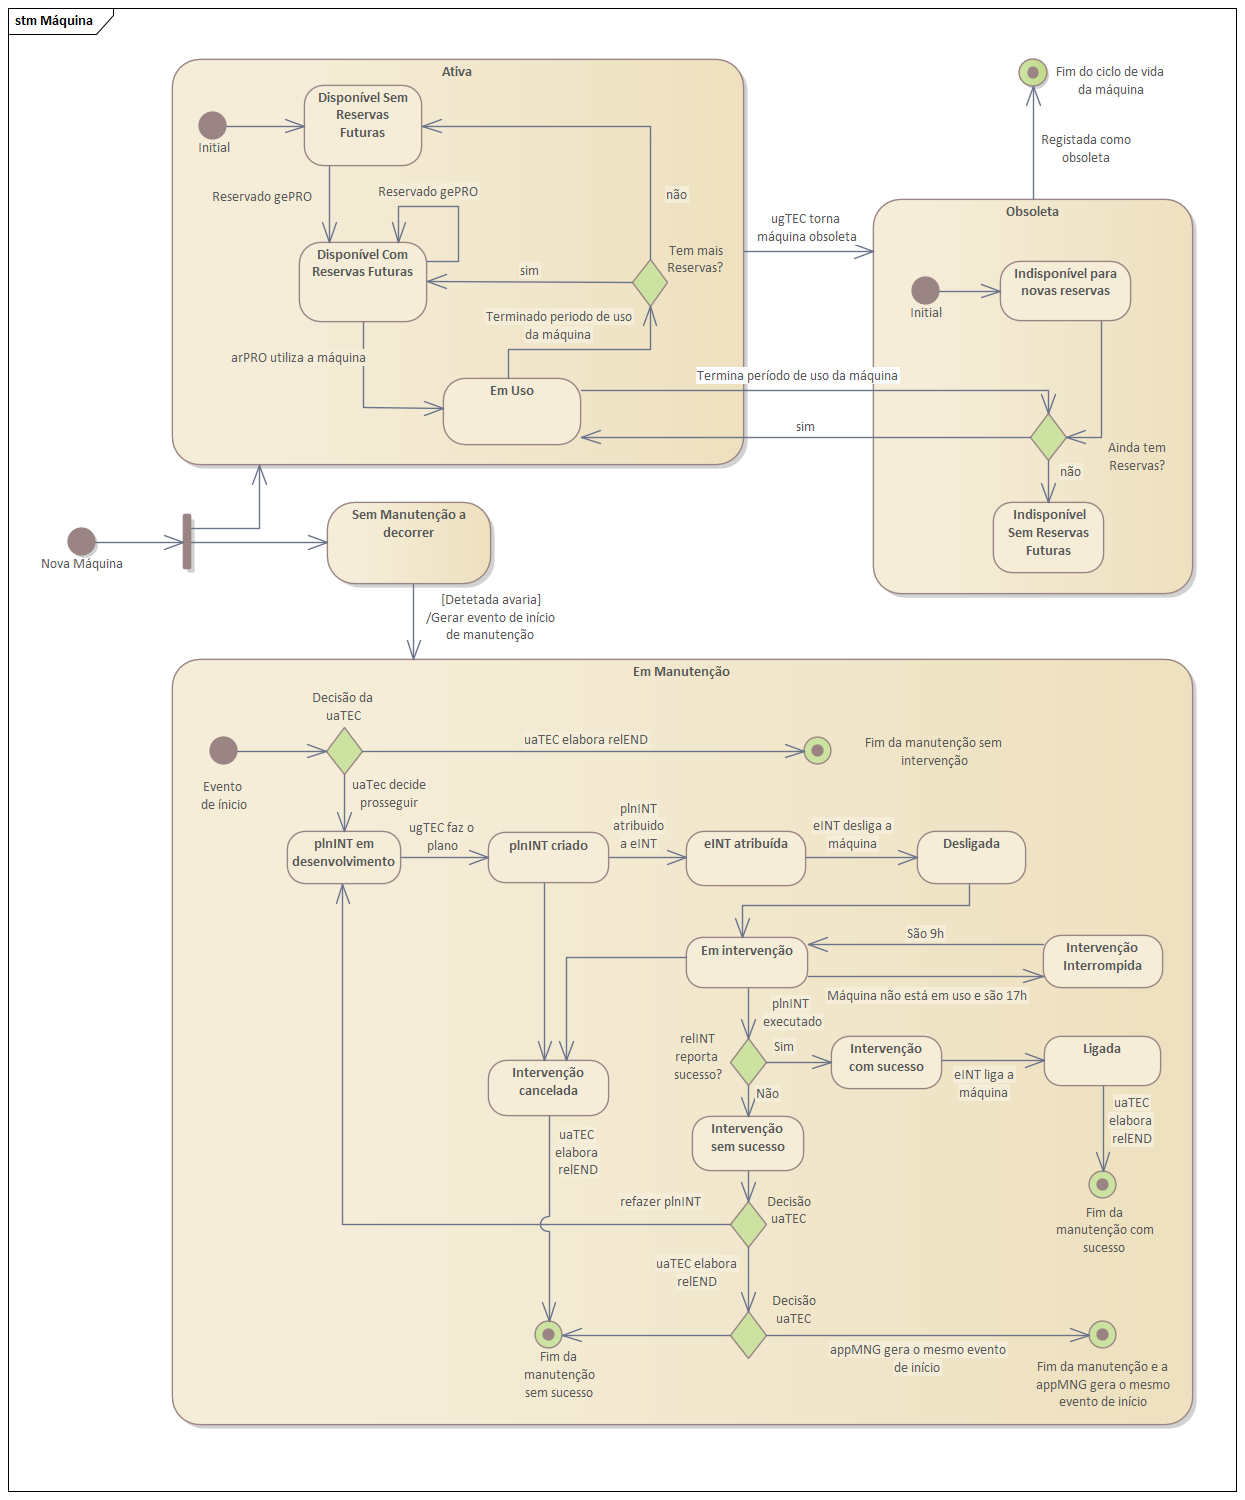 stm Máquina
Ativa
Disponível Sem
Reservas
Futuras
Initial
Reservado gePRO
Reservado gePRO
não
Disponível Com
Reservas Futuras
Tem mais
Reservas?
sim
Terminado periodo de uso
da máquina
arPRO utiliza a máquina
Em Uso
ugTEC torna
máquina obsoleta
Fim do ciclo de vida
da máquina
Registada como
obsoleta
Obsoleta
Indisponível para
novas reservas
Initial
Termina período de uso da máquina
sim
Ainda tem
Reservas?
não
Indisponível
Sem Reservas
Futuras
Nova Máquina
Sem Manutenção a
decorrer
[Detetada avaria]
/Gerar evento de início
de manutenção
Em Manutenção
Decisão da
uaTEC
uaTEC elabora relEND
Fim da manutenção sem
intervenção
Evento
de ínicio
uaTec decide
prosseguir
plnINT em
desenvolvimento
ugTEC faz o
plano
plnINT criado
plnINT
atribuido
a eINT
eINT atribuída
eINT desliga a
máquina
Desligada
Em intervenção
São 9h
Intervenção
Interrompida
Máquina não está em uso e são 17h
plnINT
executado
relINT
reporta
sucesso?
Sim
Intervenção
com sucesso
eINT liga a
máquina
Ligada
Não
Intervenção
cancelada
Intervenção
sem sucesso
uaTEC
elabora
relEND
uaTEC
elabora
relEND
refazer plnINT
Decisão
uaTEC
Fim da
manutenção com
sucesso
uaTEC elabora
relEND
Decisão
uaTEC
appMNG gera o mesmo evento
de início
Fim da
manutenção
sem sucesso
Fim da manutenção e a
appMNG gera o mesmo
evento de início